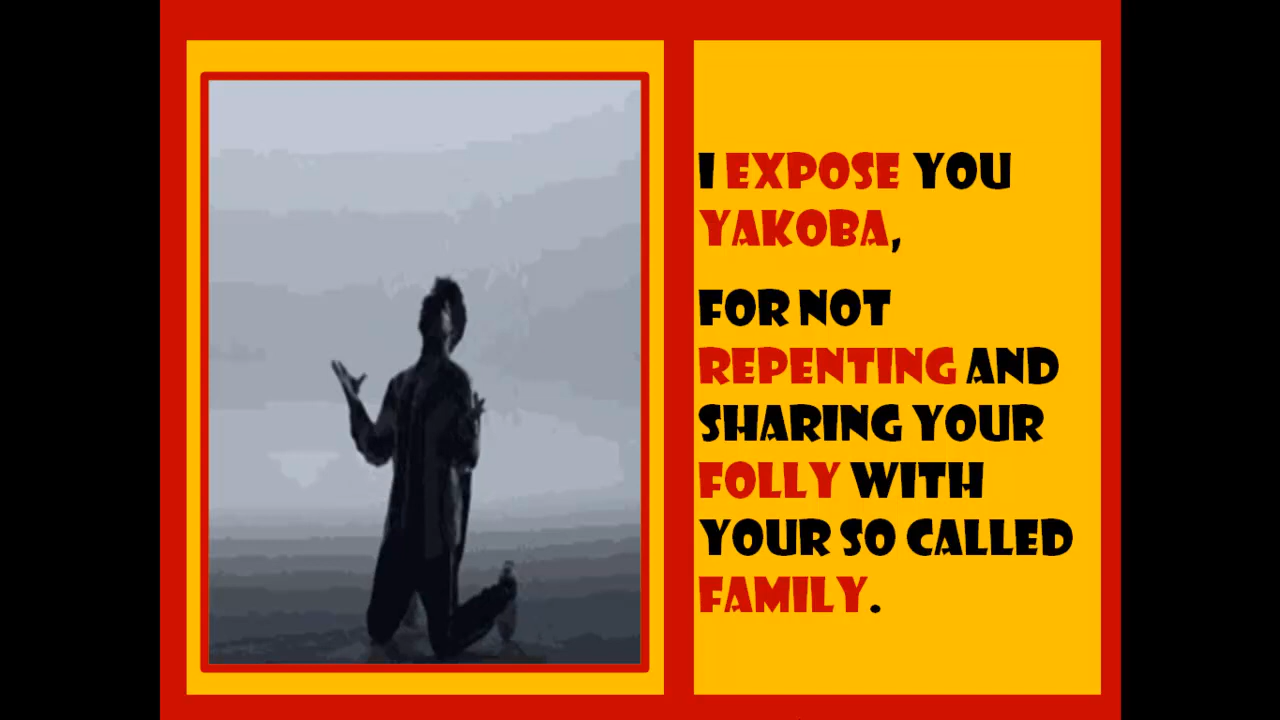 I EXPOSE YOU
YAKOBA,
FOR NOT
REPENTING AND
SHARING YOUR
FOLLY WITH
YOUR SO CALLED
FAMILY.